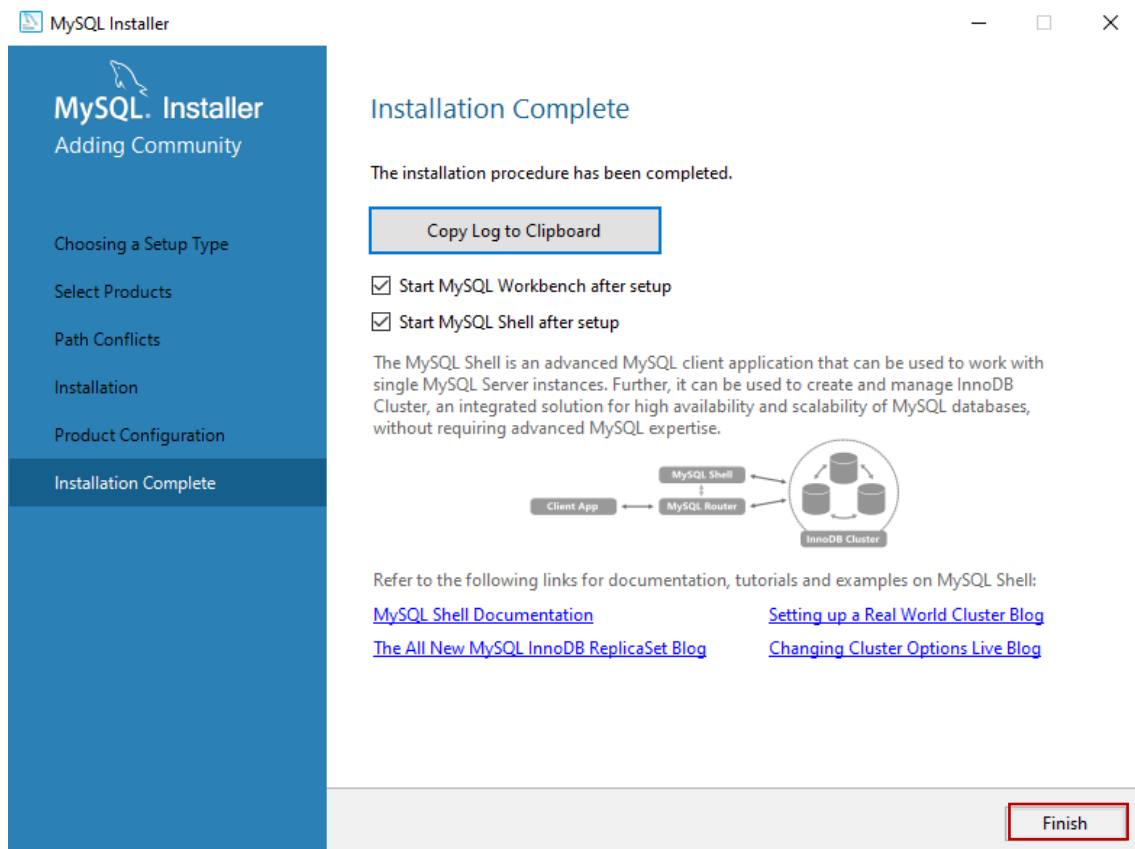 MySQL Installer
MySQL. Installer
Adding Community
Choosing a Setup Type
Select Products
Path Conflicts
Installation
Product Configuration
Installation Complete
Installation Complete
The installation procedure has been completed.
Copy Log to Clipboard
Start MySQL Workbench after setup
Start MySQL Shell after setup
The MySQL Shell is an advanced MySQL client application that can be used to work with
single MySQL Server instances. Further, it can be used to create and manage InnoDB
Cluster, an integrated solution for high availability and scalability of MySQL databases,
without requiring advanced MySQL expertise.
MySQL Shell
Client App
MySQL Router
InnoDB Cluster
Refer to the following links for documentation, tutorials and examples on MySQL Shell:
MySQL Shell Documentation
Setting up a Real World Cluster Blog
The All New MySQL InnoDB ReplicaSet Blog
Changing Cluster Options Live Blog
Finish